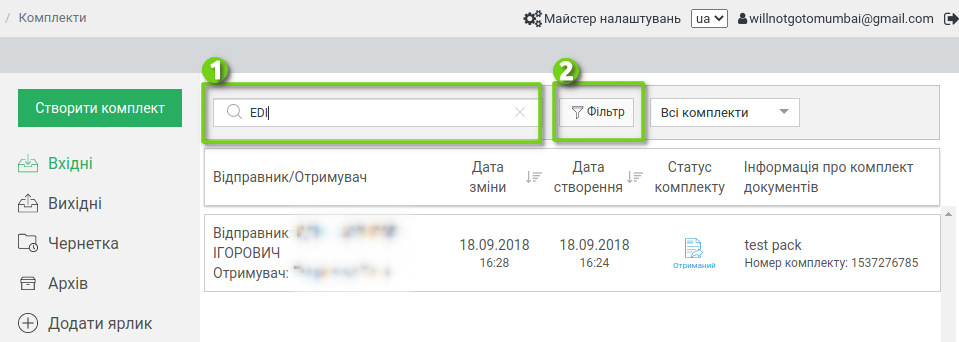 / Комплекти
Майстер налаштувань
ua
willnotgotomumbai@gmail.com
1
2
Створити комплект
EDI
Фільтр
Всі комплекти
Вхідні
Вихідні
Чернетка
Архів
Додати ярлик
Відправник/Отримувач
Дата
зміни
Дата
створення
Статус
комплекту
Інформація про комплект
документів
Відправник
ІГОРОВИЧ
Отримувач:
18.09.2018
16:28
18.09.2018
16:24
Отриманий
test pack
Номер комплекту: 1537276785